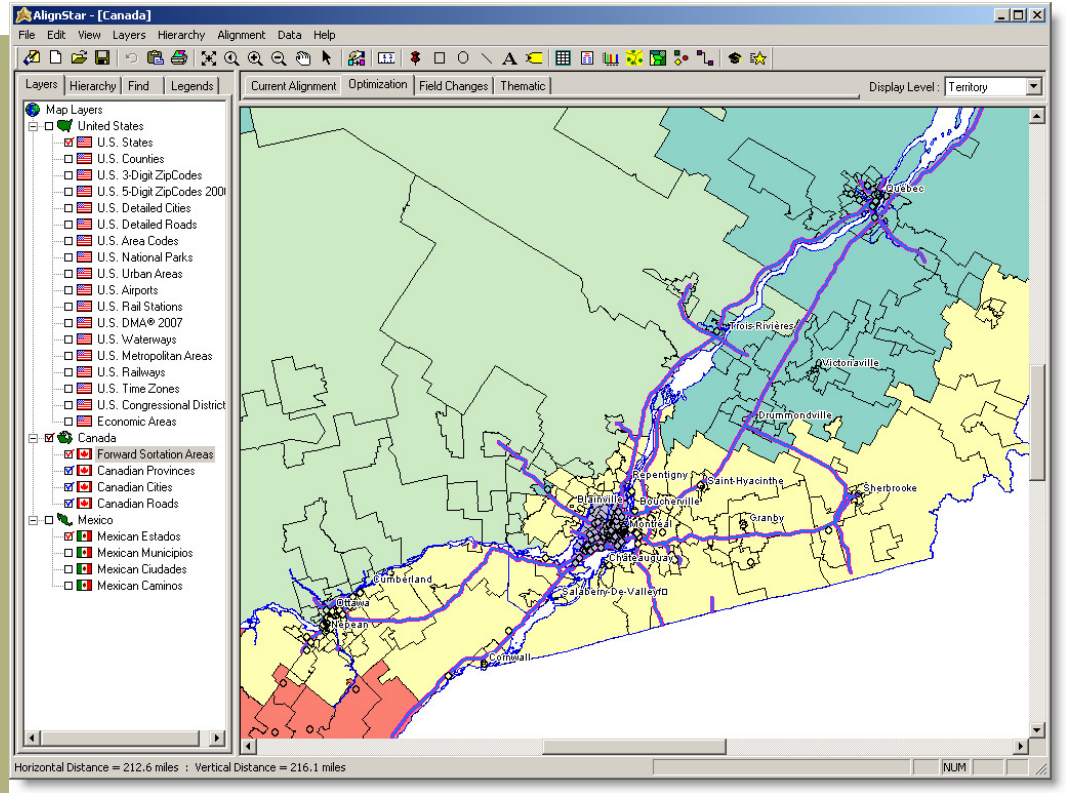 AlignStar - [Canada]
File Edit View Layers Hierarchy Alignment Data Help
A
Layers Hierarchy Find Legends
Current Alignment Optimization Field Changes Thematic Display Level : Territory
Map Layers
United States
U.S. States
U.S. Counties
U.S. 3-Digit ZipCodes
U.S. 5-Digit ZipCodes 200
U.S. Detailed Cities
U.S. Detailed Roads
U.S. Area Codes
U.S. National Parks
U.S. Urban Areas
U.S. Airports
U.S. Rail Stations
U.S. DMA® 2007
U.S. Waterways
U.S. Metropolitan Areas
U.S. Railways
U.S. Time Zones
U.S. Congressional District
Economic Areas
Canada
Forward Sortation Areas
Canadian Provinces
Canadian Cities
Canadian Roads
Mexico
Mexican Estados
Mexican Municipios
Mexican Ciudades
Mexican Caminos
Québec
Trois-Rivières
Victoriaville
Drummondville
Repentigny
Saint-Hyacinthe
Sherbrooke
Blainville
Boucherville
Granby
Montréal
Châteauguay
Cumberland
Salaberry-De-Valleyfo
Ottawa
Nepean
Cornwall
Horizontal Distance = 212.6 miles : Vertical Distance = 216.1 miles
NUM